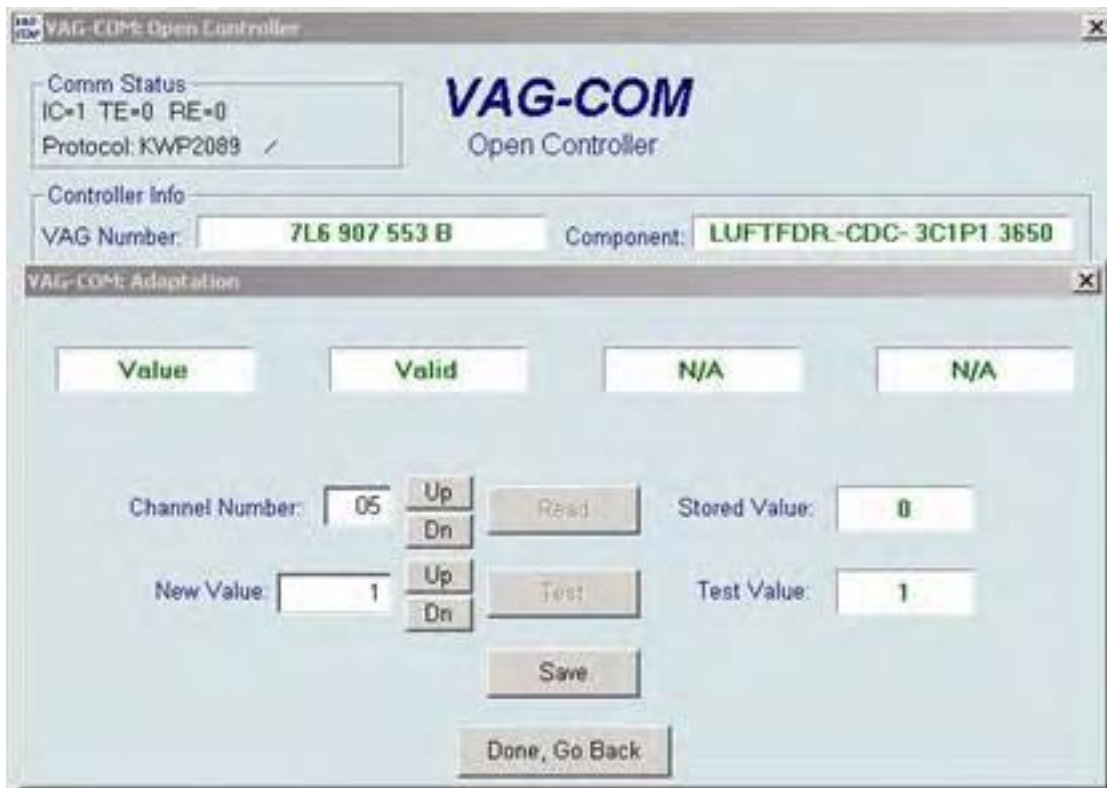 VAG-COM: Open Controller
Comm Status
IC=1 TE=0 RE=0
Protocol: KWP2089 /
VAG-COM
Open Controller
Controller Info
VAG Number: 7L6 907 553 B Component: LUFTFDR.-CDC- 3C1P1 3650
VAG-COM: Adaptation
Value Valid N/A N/A
Channel Number: 05 Up Dn Read Stored Value: 0
New Value: 1 Up Dn Test Test Value: 1
Save
Done, Go Back